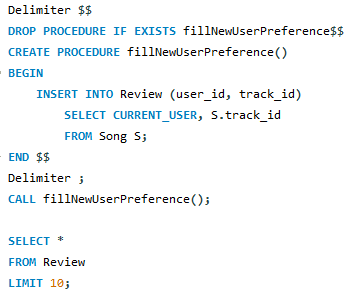 Delimiter $$
DROP PROCEDURE IF EXISTS fillNewUserPreference$$
CREATE PROCEDURE fillNewUserPreference()
BEGIN
    INSERT INTO Review (user_id, track_id)
        SELECT CURRENT_USER, S.track_id
        FROM Song S;
END $$
Delimiter ;
CALL fillNewUserPreference();

SELECT *
FROM Review
LIMIT 10;